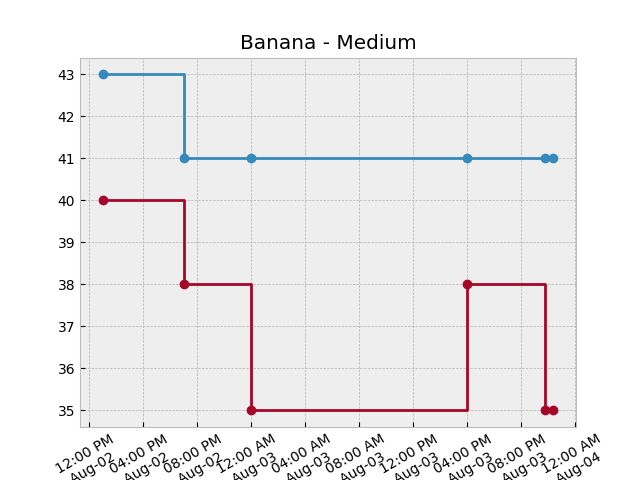 Banana - Medium
43
42
41
40
39
38
37
36
35
12:00 PM
Aug-02
04:00 PM
Aug-02
08:00 PM
Aug-02
12:00 AM
Aug-03
04:00 AM
Aug-03
08:00 AM
Aug-03
12:00 PM
Aug-03
04:00 PM
Aug-03
08:00 PM
Aug-03
12:00 AM
Aug-04